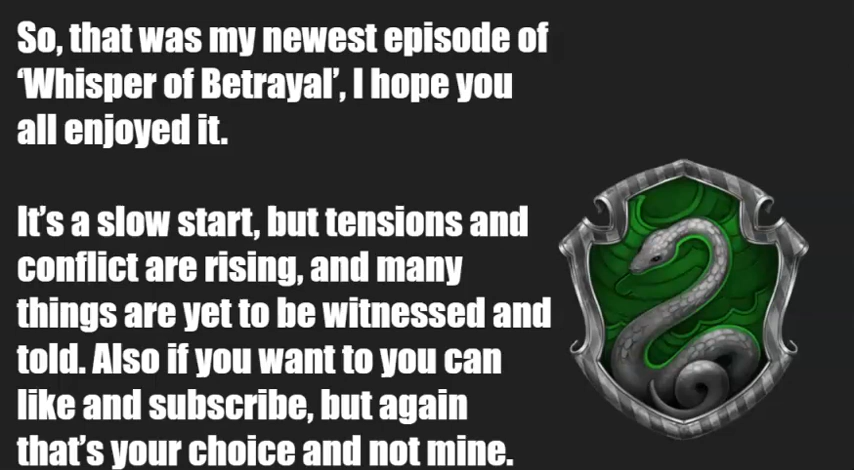 So, that was my newest episode of
‘Whisper of Betrayal’, I hope you
all enjoyed it.
It’s a slow start, but tensions and
conflict are rising, and many
things are yet to be witnessed and
told. Also if you want to you can
like and subscribe, but again
that’s your choice and not mine.